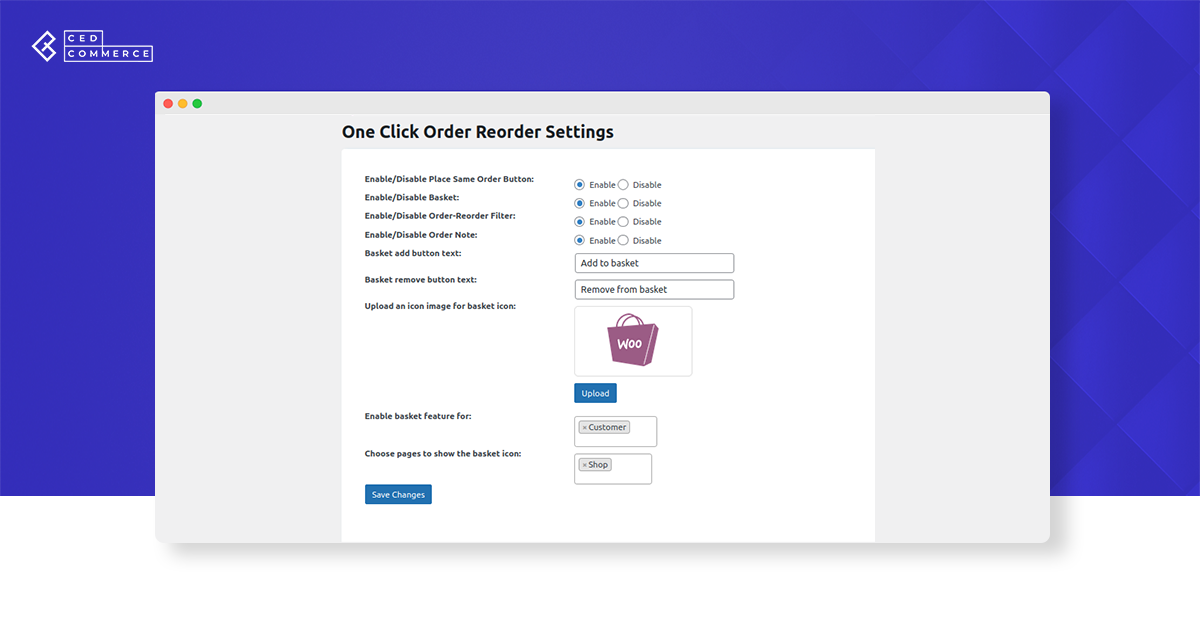 CED
COMMERCE
One Click Order Reorder Settings
Enable/Disable Place Same Order Button:
Enable Disable
Enable/Disable Basket:
Enable Disable
Enable/Disable Order-Reorder Filter:
Enable Disable
Enable/Disable Order Note:
Enable Disable
Basket add button text:
Add to basket
Basket remove button text:
Remove from basket
Upload an icon image for basket icon:
Woo
Upload
Enable basket feature for:
× Customer
Choose pages to show the basket icon:
× Shop
Save Changes